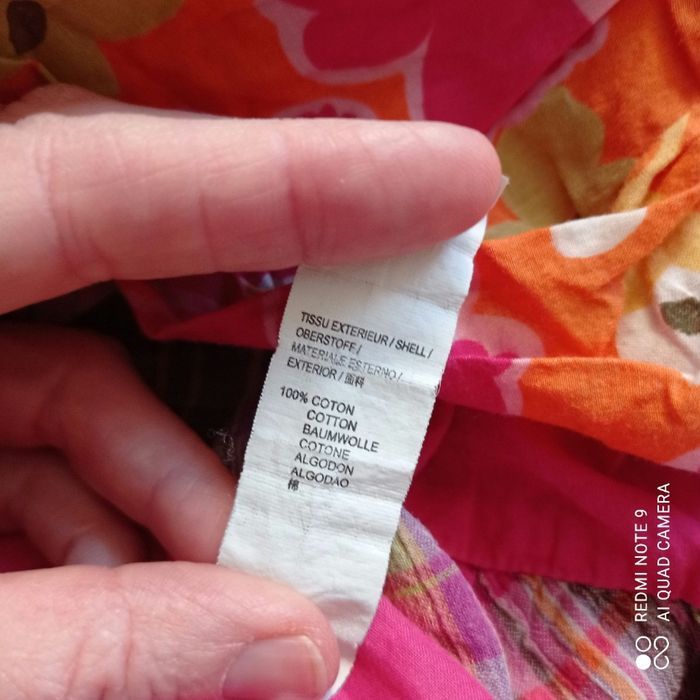 TISSU EXTERIEUR / SHELL /
OBERSTOFF /
MATERIALE ESTERNO /
EXTERIOR / 面料
100% COTON
COTTON
BAUMWOLLE
COTONE
ALGODON
ALGODAO
棉
REDMI NOTE 9
AI QUAD CAMERA